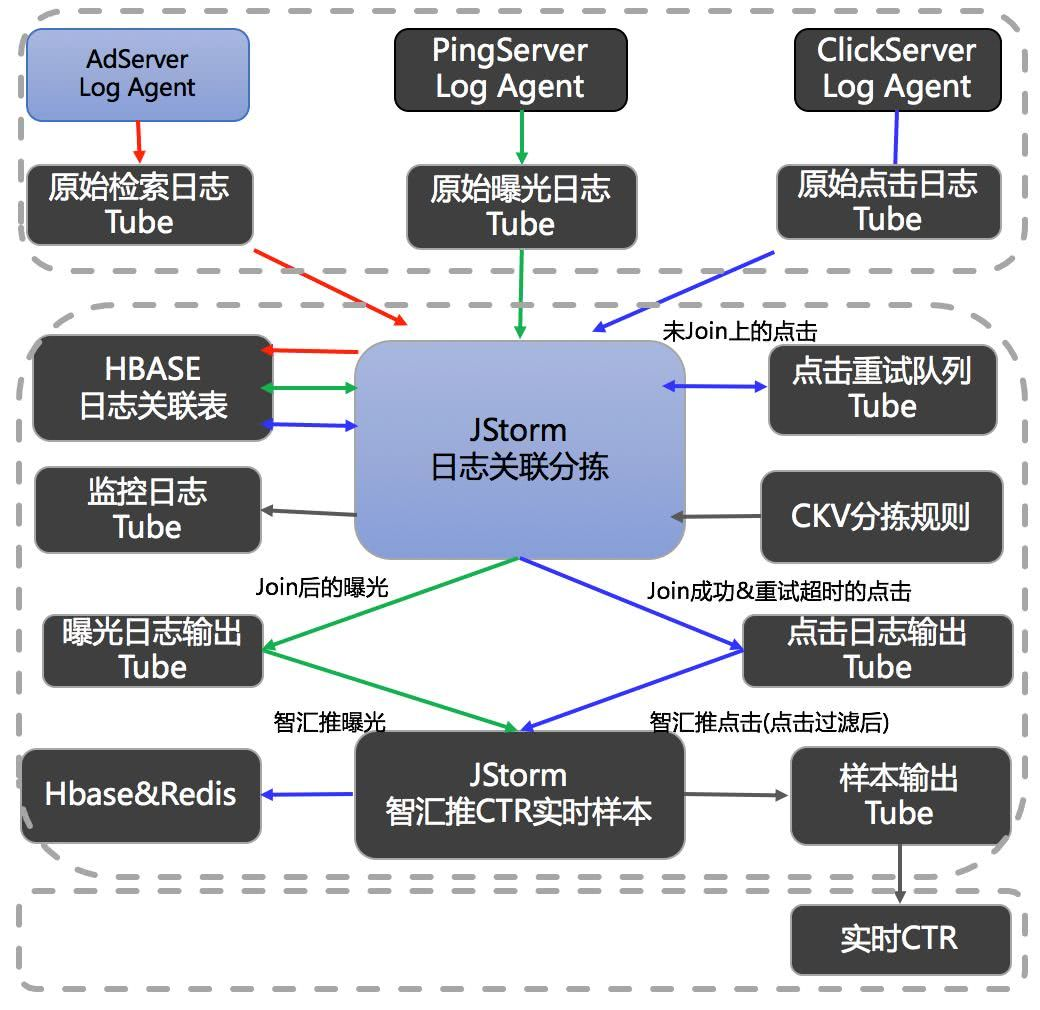 AdServer
Log Agent
PingServer
Log Agent
ClickServer
Log Agent
原始检索日志
Tube
原始曝光日志
Tube
原始点击日志
Tube
未Join上的点击
HBASE
日志关联表
JStorm
日志关联分拣
点击重试队列
Tube
监控日志
Tube
CKV分拣规则
Join后的曝光
Join成功&重试超时的点击
曝光日志输出
Tube
点击日志输出
Tube
智汇推曝光
智汇推点击(点击过滤后)
Hbase&Redis
JStorm
智汇推CTR实时样本
样本输出
Tube
实时CTR